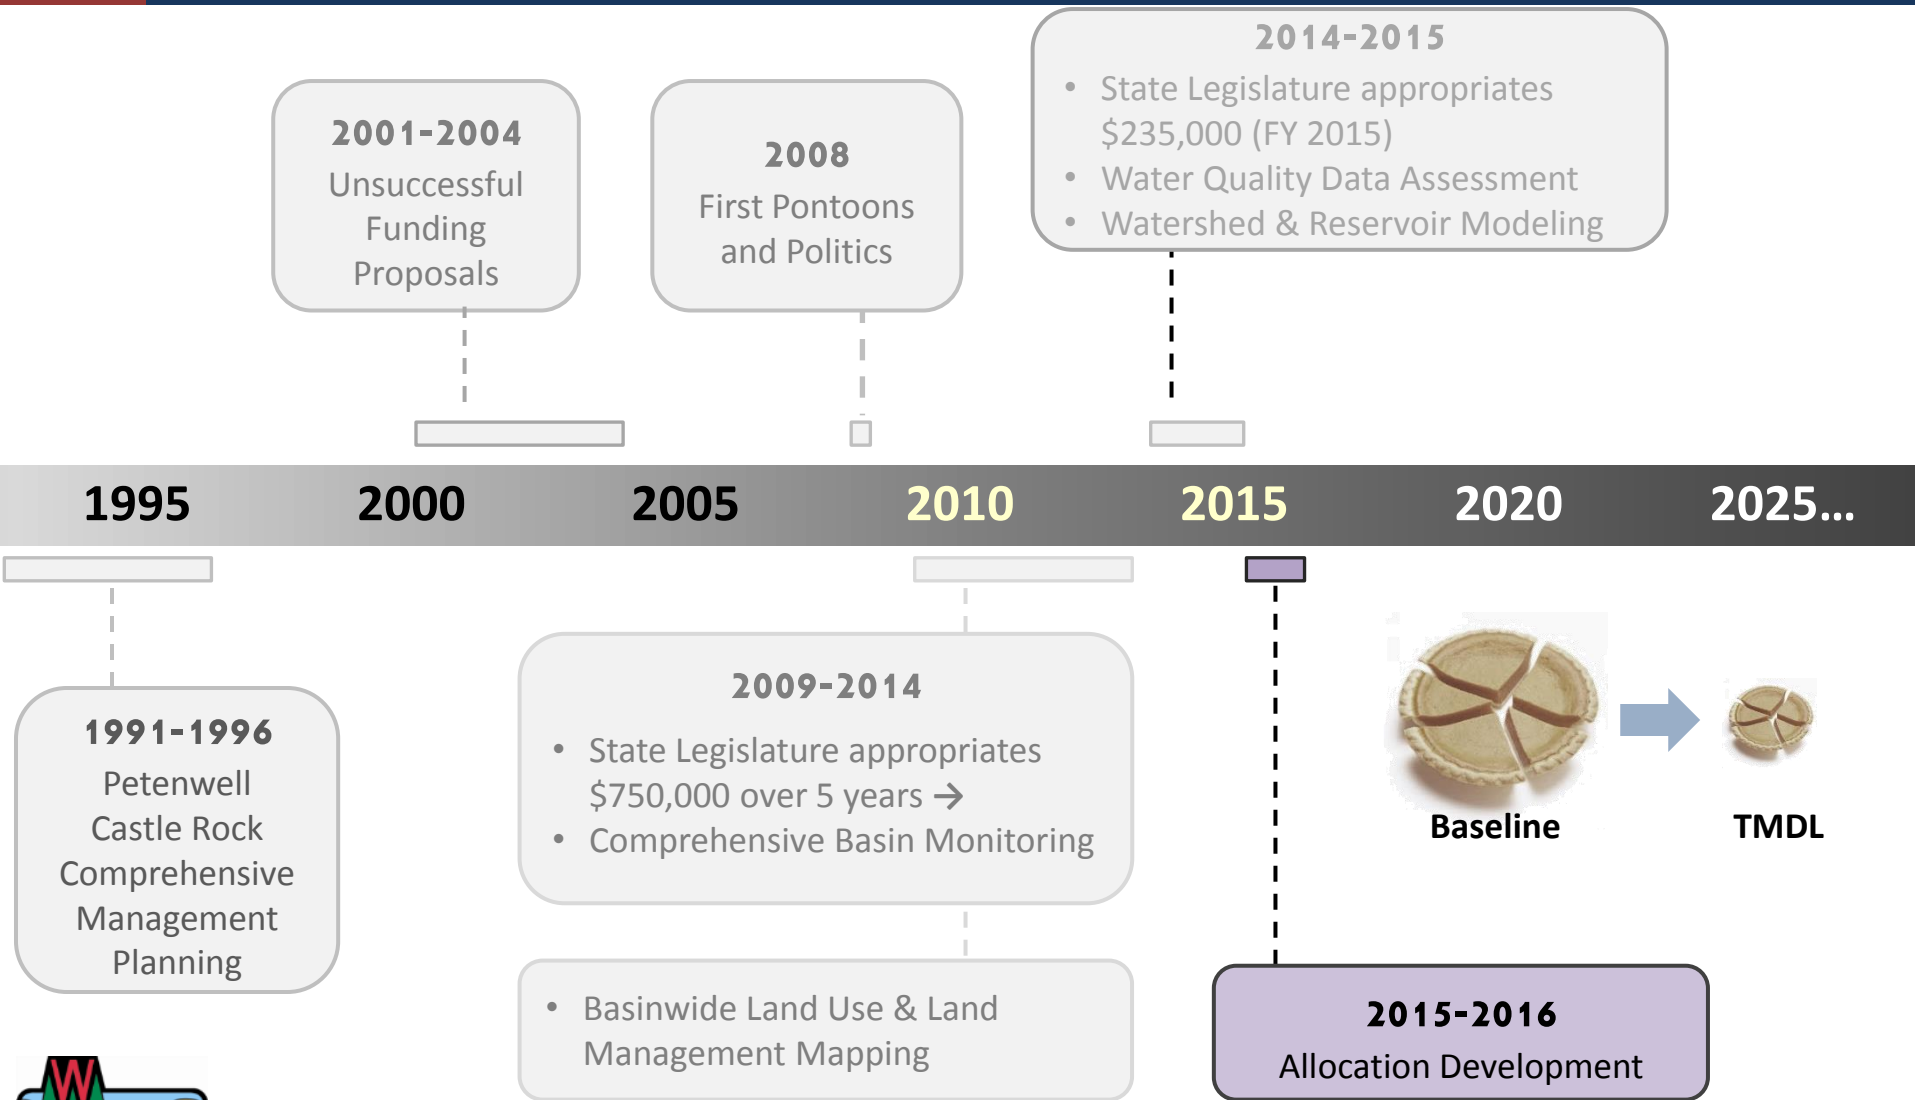 2001-2004
Unsuccessful
Funding
Proposals
2008
First Pontoons
and Politics
2014-2015
• State Legislature appropriates
$235,000 (FY 2015)
• Water Quality Data Assessment
• Watershed & Reservoir Modeling
1995 2000 2005 2010 2015 2020 2025...
1991-1996
Petenwell
Castle Rock
Comprehensive
Management
Planning
2009-2014
• State Legislature appropriates
$750,000 over 5 years →
• Comprehensive Basin Monitoring
• Basinwide Land Use & Land
Management Mapping
Baseline
TMDL
2015-2016
Allocation Development
W